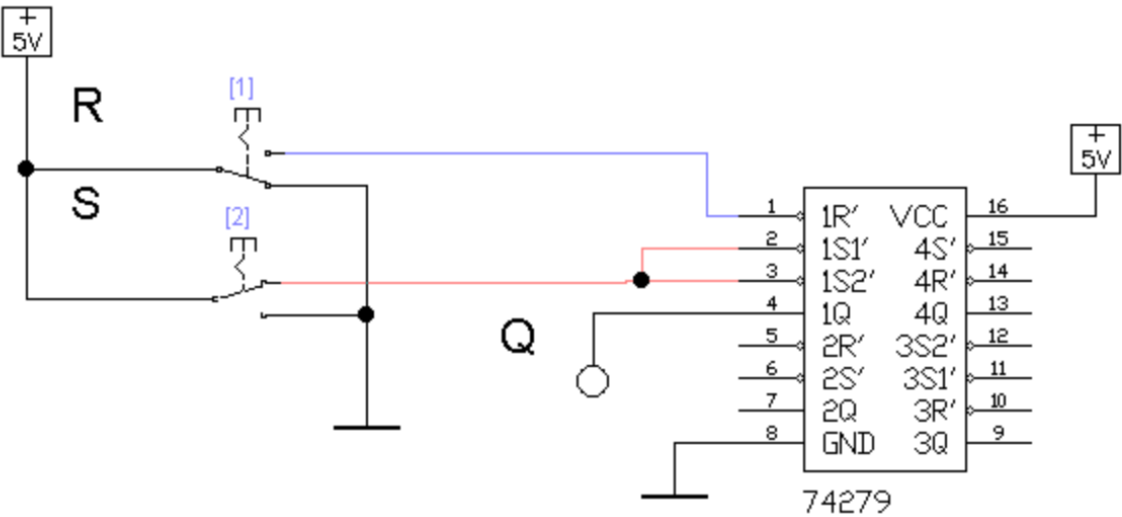 +
5V
R
[1]
S
[2]
Q
+
5V
1 1R' VCC 16
2 1S1' 4S' 15
3 1S2' 4R' 14
4 1Q 4Q 13
5 2R' 3S2' 12
6 2S' 3S1' 11
7 2Q 3R' 10
8 GND 3Q 9
74279